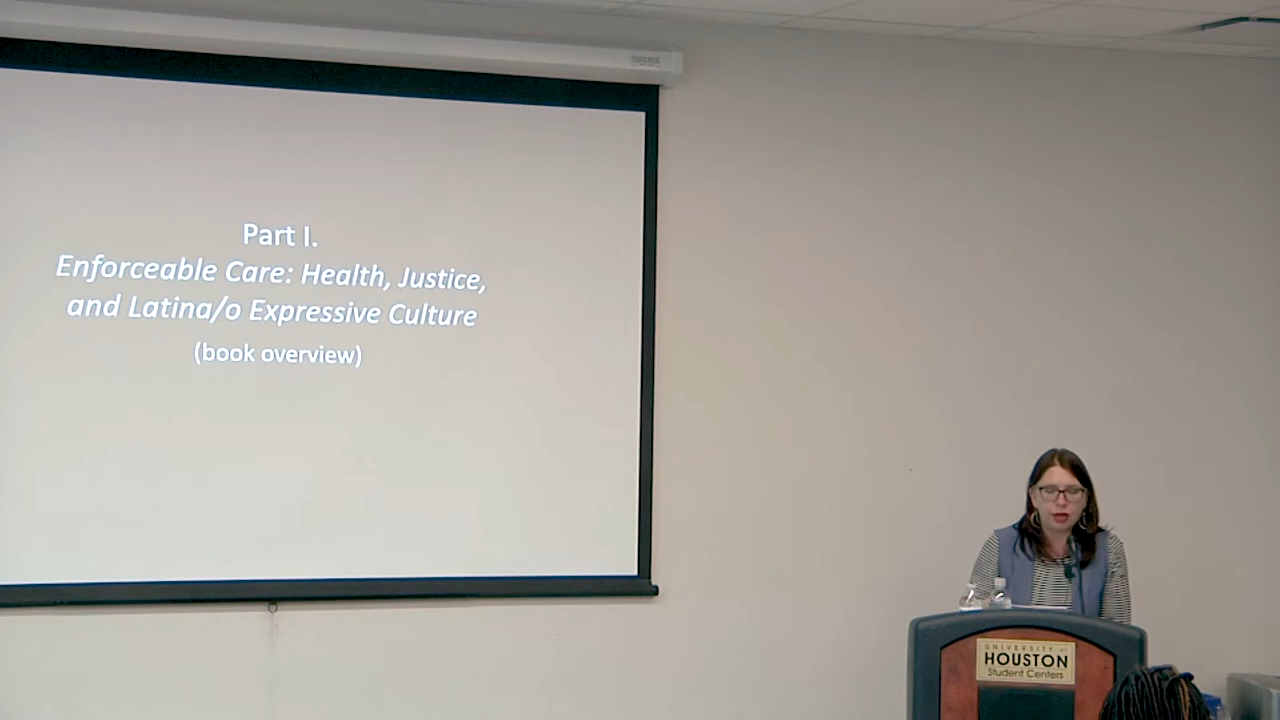 Part I.
Enforceable Care: Health, Justice,
and Latina/o Expressive Culture
(book overview)
UNIVERSITY of
HOUSTON
Student Centers